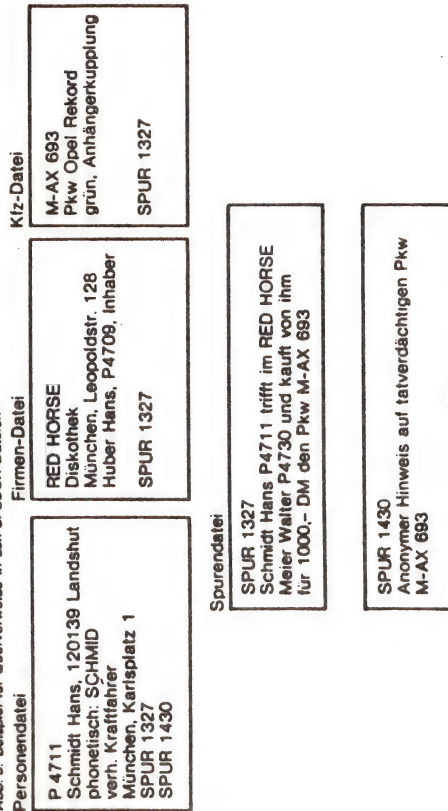 Personendatei
P 4711
Schmidt Hans, 120139 Landshut
phonetisch: SCHMID
verh. Kraftfahrer
München, Karlsplatz 1
SPUR 1327
SPUR 1430
Firmen-Datei
RED HORSE
Diskothek
München, Leopoldstr. 128
Huber Hans, P4709, Inhaber
SPUR 1327
Kfz-Datei
M-AX 693
Pkw Opel Rekord
grün, Anhängerkupplung
SPUR 1327
Spurendatei
SPUR 1327
Schmidt Hans P4711 trifft im RED HORSE
Meier Walter P4730 und kauft von ihm
für 1000,- DM den Pkw M-AX 693
SPUR 1430
Anonymer Hinweis auf tatverdächtigen Pkw
M-AX 693